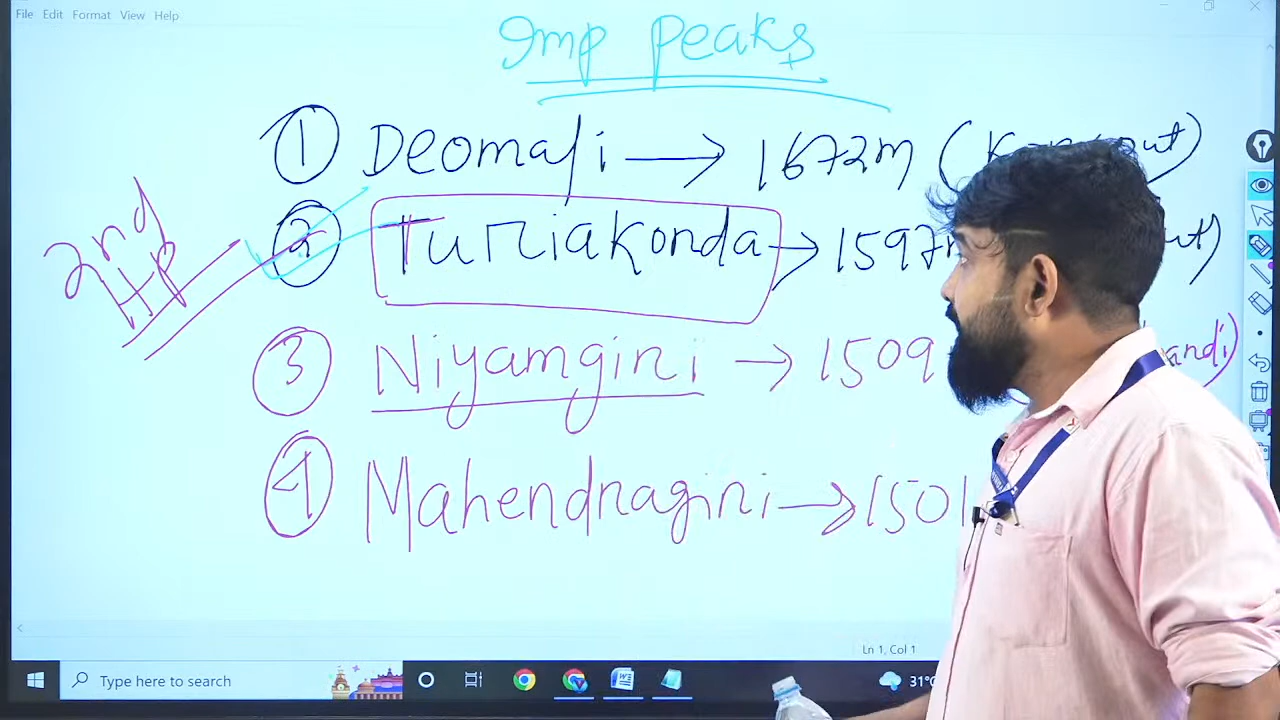 File Edit Format View Help
Imp Peaks
1 Deomali → 1672m (
2nd HP
2 Turiakonda → 1597m
3 Niyamgiri → 1509
4 Mahendragiri → 1501
Ln 1, Col 1
Type here to search
31°